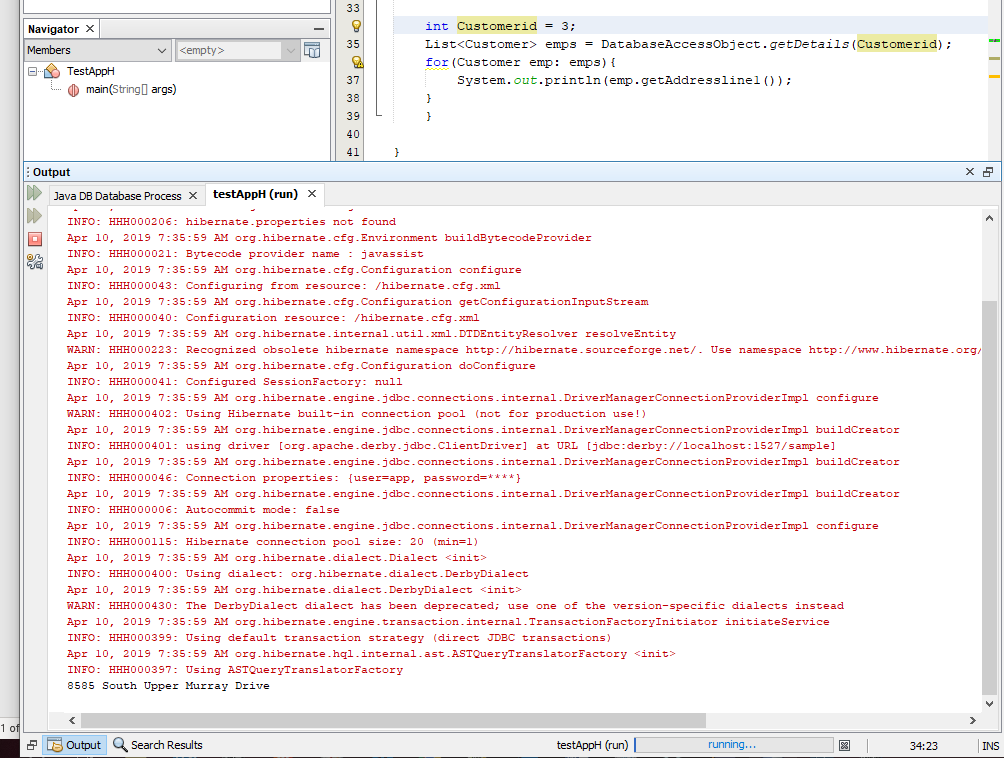 33
Navigator
int Customerid = 3;
Members
<empty>
35
List<Customer> emps = DatabaseAccessObject.getDetails(Customerid);
for(Customer emp: emps){
TestAppH
37
System.out.println(emp.getAddressline1());
main(String[] args)
38
}
39
}
40
41
}
Output
Java DB Database Process
testAppH (run)
INFO: HHH000206: hibernate.properties not found
Apr 10, 2019 7:35:59 AM org.hibernate.cfg.Environment buildBytecodeProvider
INFO: HHH000021: Bytecode provider name : javassist
Apr 10, 2019 7:35:59 AM org.hibernate.cfg.Configuration configure
INFO: HHH000043: Configuring from resource: /hibernate.cfg.xml
Apr 10, 2019 7:35:59 AM org.hibernate.cfg.Configuration getConfigurationInputStream
INFO: HHH000040: Configuration resource: /hibernate.cfg.xml
Apr 10, 2019 7:35:59 AM org.hibernate.internal.util.xml.DTDEntityResolver resolveEntity
WARN: HHH000223: Recognized obsolete hibernate namespace http://hibernate.sourceforge.net/. Use namespace http://www.hibernate.org/
Apr 10, 2019 7:35:59 AM org.hibernate.cfg.Configuration doConfigure
INFO: HHH000041: Configured SessionFactory: null
Apr 10, 2019 7:35:59 AM org.hibernate.engine.jdbc.connections.internal.DriverManagerConnectionProviderImpl configure
WARN: HHH000402: Using Hibernate built-in connection pool (not for production use!)
Apr 10, 2019 7:35:59 AM org.hibernate.engine.jdbc.connections.internal.DriverManagerConnectionProviderImpl buildCreator
INFO: HHH000401: using driver [org.apache.derby.jdbc.ClientDriver] at URL [jdbc:derby://localhost:1527/sample]
Apr 10, 2019 7:35:59 AM org.hibernate.engine.jdbc.connections.internal.DriverManagerConnectionProviderImpl buildCreator
INFO: HHH000046: Connection properties: {user=app, password=****}
Apr 10, 2019 7:35:59 AM org.hibernate.engine.jdbc.connections.internal.DriverManagerConnectionProviderImpl buildCreator
INFO: HHH000006: Autocommit mode: false
Apr 10, 2019 7:35:59 AM org.hibernate.engine.jdbc.connections.internal.DriverManagerConnectionProviderImpl configure
INFO: HHH000115: Hibernate connection pool size: 20 (min=1)
Apr 10, 2019 7:35:59 AM org.hibernate.dialect.Dialect <init>
INFO: HHH000400: Using dialect: org.hibernate.dialect.DerbyDialect
Apr 10, 2019 7:35:59 AM org.hibernate.dialect.DerbyDialect <init>
WARN: HHH000430: The DerbyDialect dialect has been deprecated; use one of the version-specific dialects instead
Apr 10, 2019 7:35:59 AM org.hibernate.engine.transaction.internal.TransactionFactoryInitiator initiateService
INFO: HHH000399: Using default transaction strategy (direct JDBC transactions)
Apr 10, 2019 7:35:59 AM org.hibernate.hql.internal.ast.ASTQueryTranslatorFactory <init>
INFO: HHH000397: Using ASTQueryTranslatorFactory
8585 South Upper Murray Drive
1 of
Output
Search Results
testAppH (run)
running...
34:23
INS